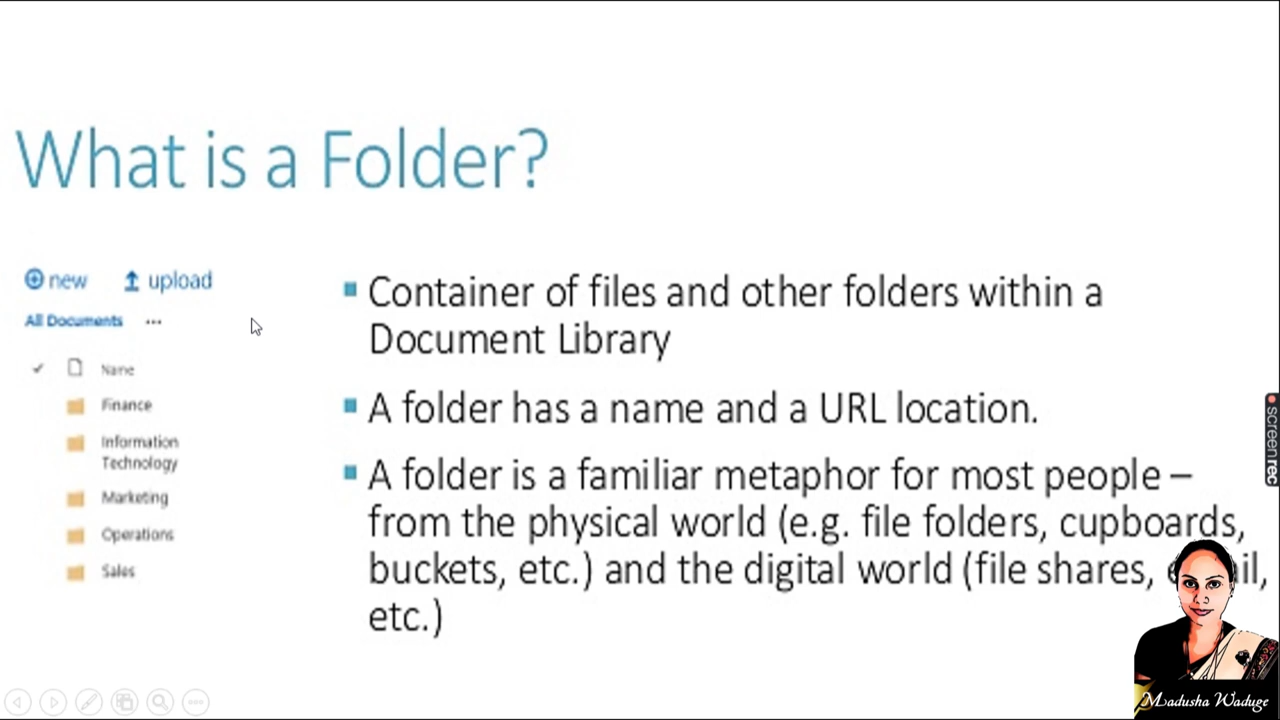 What is a Folder?
new upload
All Documents ...
Name
Finance
Information
Technology
Marketing
Operations
Sales
Container of files and other folders within a
Document Library
A folder has a name and a URL location.
A folder is a familiar metaphor for most people –
from the physical world (e.g. file folders, cupboards,
buckets, etc.) and the digital world (file shares,
etc.)
screenrec
Madusha Waduge